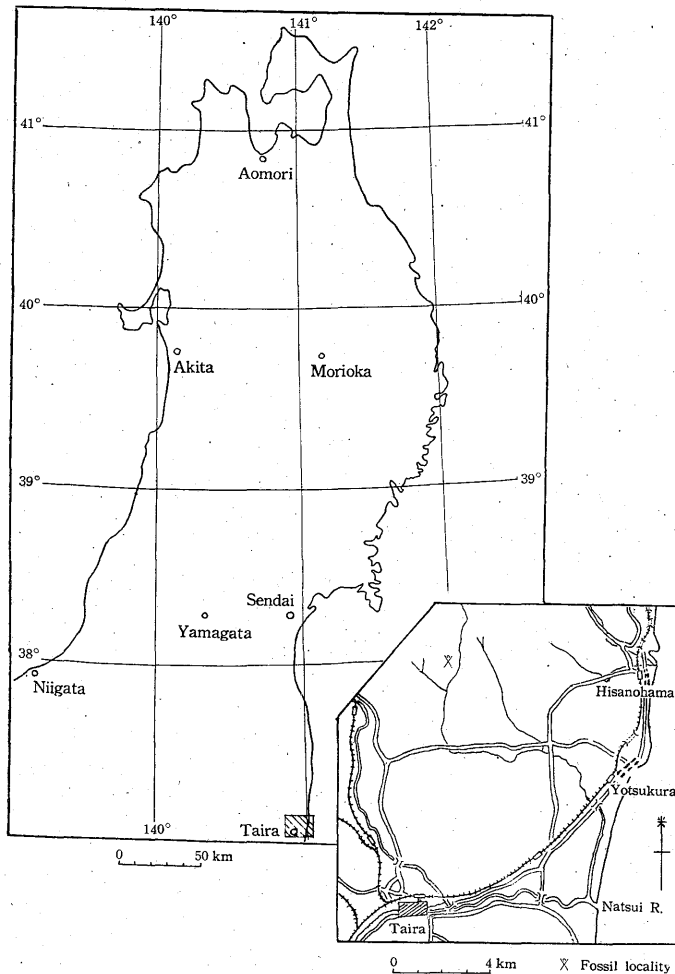 140°
141°
142°
41°
41°
Aomori
40°
40°
Akita
Morioka
39°
39°
Sendai
Yamagata
38°
Niigata
Hisanohama
Yotsukura
140°
Taira
0 50 km
Natsui R.
Taira
0 4 km
Fossil locality